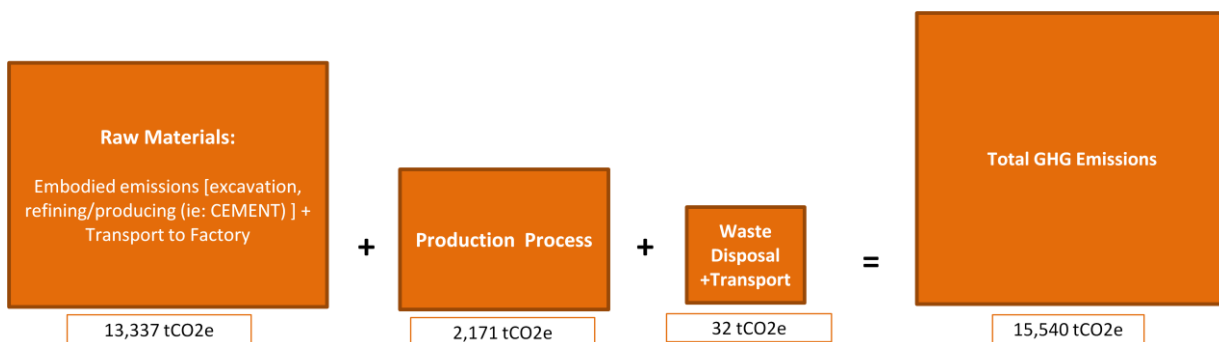 Raw Materials:
Embodied emissions [excavation,
refining/producing (ie: CEMENT) ] +
Transport to Factory
13,337 tCO2e
+
Production Process
2,171 tCO2e
+
Waste
Disposal
+Transport
32 tCO2e
=
Total GHG Emissions
15,540 tCO2e